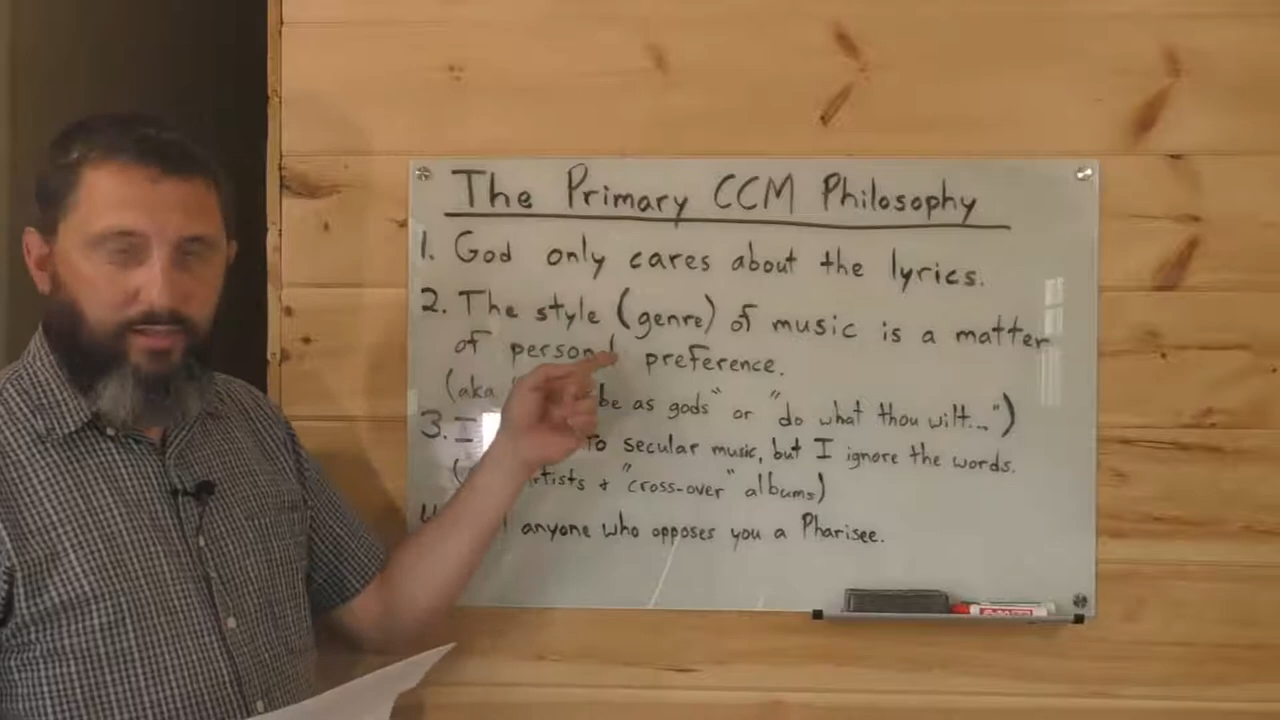 The Primary CCM Philosophy
1. God only cares about the lyrics.
2. The style (genre) of music is a matter
of personal preference.
(aka be as gods" or "do what thou wilt...")
3. I to secular music, but I ignore the words.
( & "cross-over" albums)
anyone who opposes you a Pharisee.